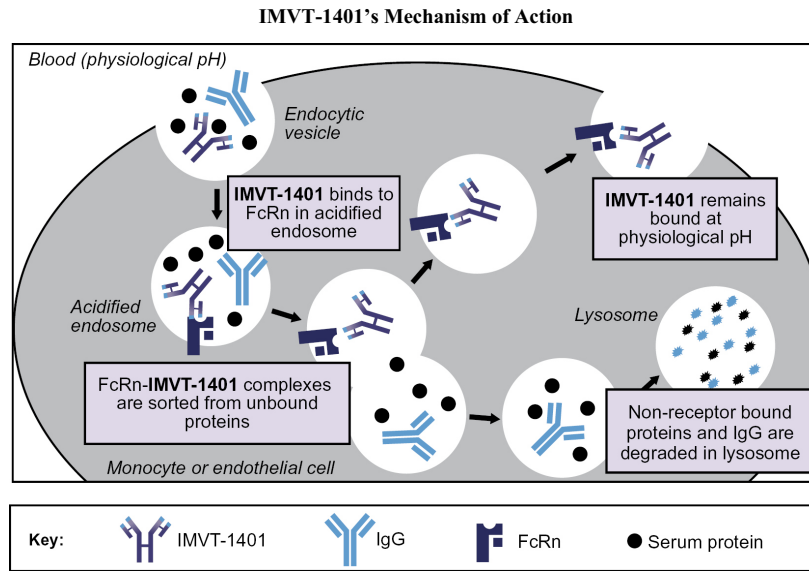 IMVT-1401's Mechanism of Action
Blood (physiological pH)
Endocytic
vesicle
IMVT-1401 binds to
FcRn in acidified
endosome
IMVT-1401 remains
bound at
physiological pH
Acidified
endosome
Lysosome
FcRn-IMVT-1401 complexes
are sorted from unbound
proteins
Non-receptor bound
proteins and IgG are
degraded in lysosome
Monocyte or endothelial cell
Key:
IMVT-1401
IgG
FcRn
Serum protein